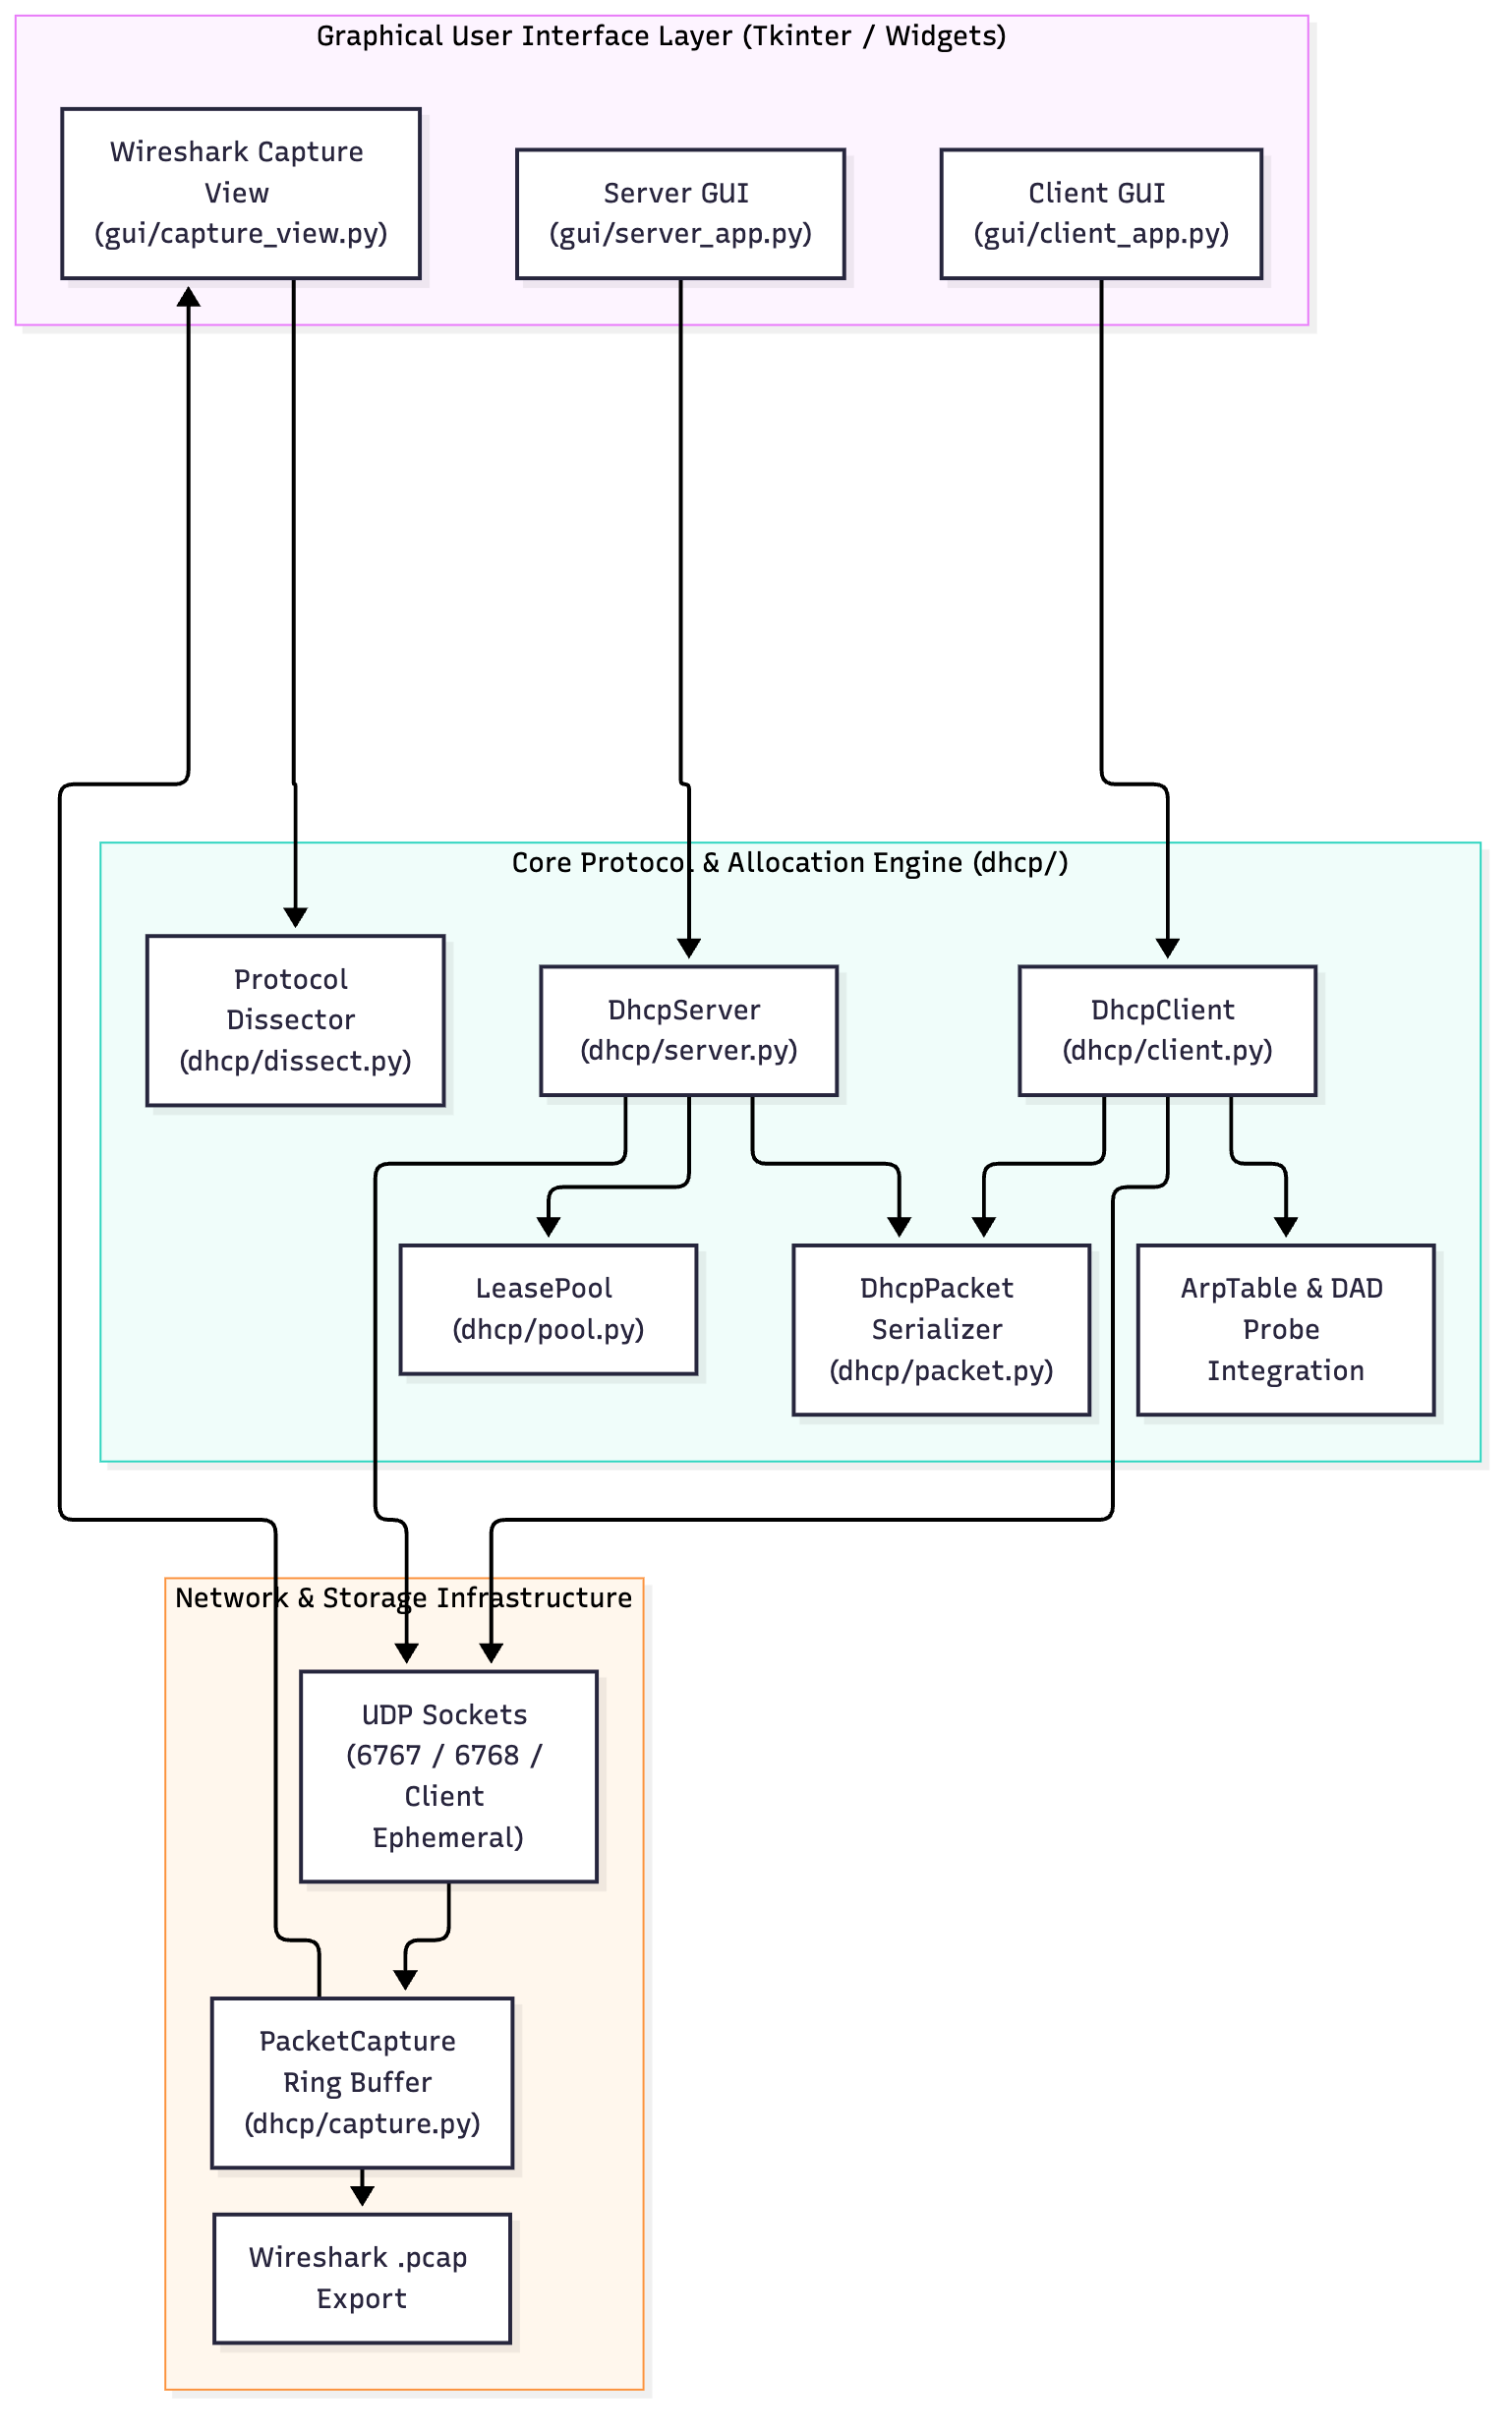 Graphical User Interface Layer (Tkinter / Widgets)
Wireshark Capture
View
(gui/capture_view.py)
Server GUI
(gui/server_app.py)
Client GUI
(gui/client_app.py)
Core Protocol & Allocation Engine (dhcp/)
Protocol
Dissector
(dhcp/dissect.py)
DhcpServer
(dhcp/server.py)
DhcpClient
(dhcp/client.py)
LeasePool
(dhcp/pool.py)
DhcpPacket
Serializer
(dhcp/packet.py)
ArpTable & DAD
Probe
Integration
Network & Storage Infrastructure
UDP Sockets
(6767 / 6768 /
Client
Ephemeral)
PacketCapture
Ring Buffer
(dhcp/capture.py)
Wireshark .pcap
Export